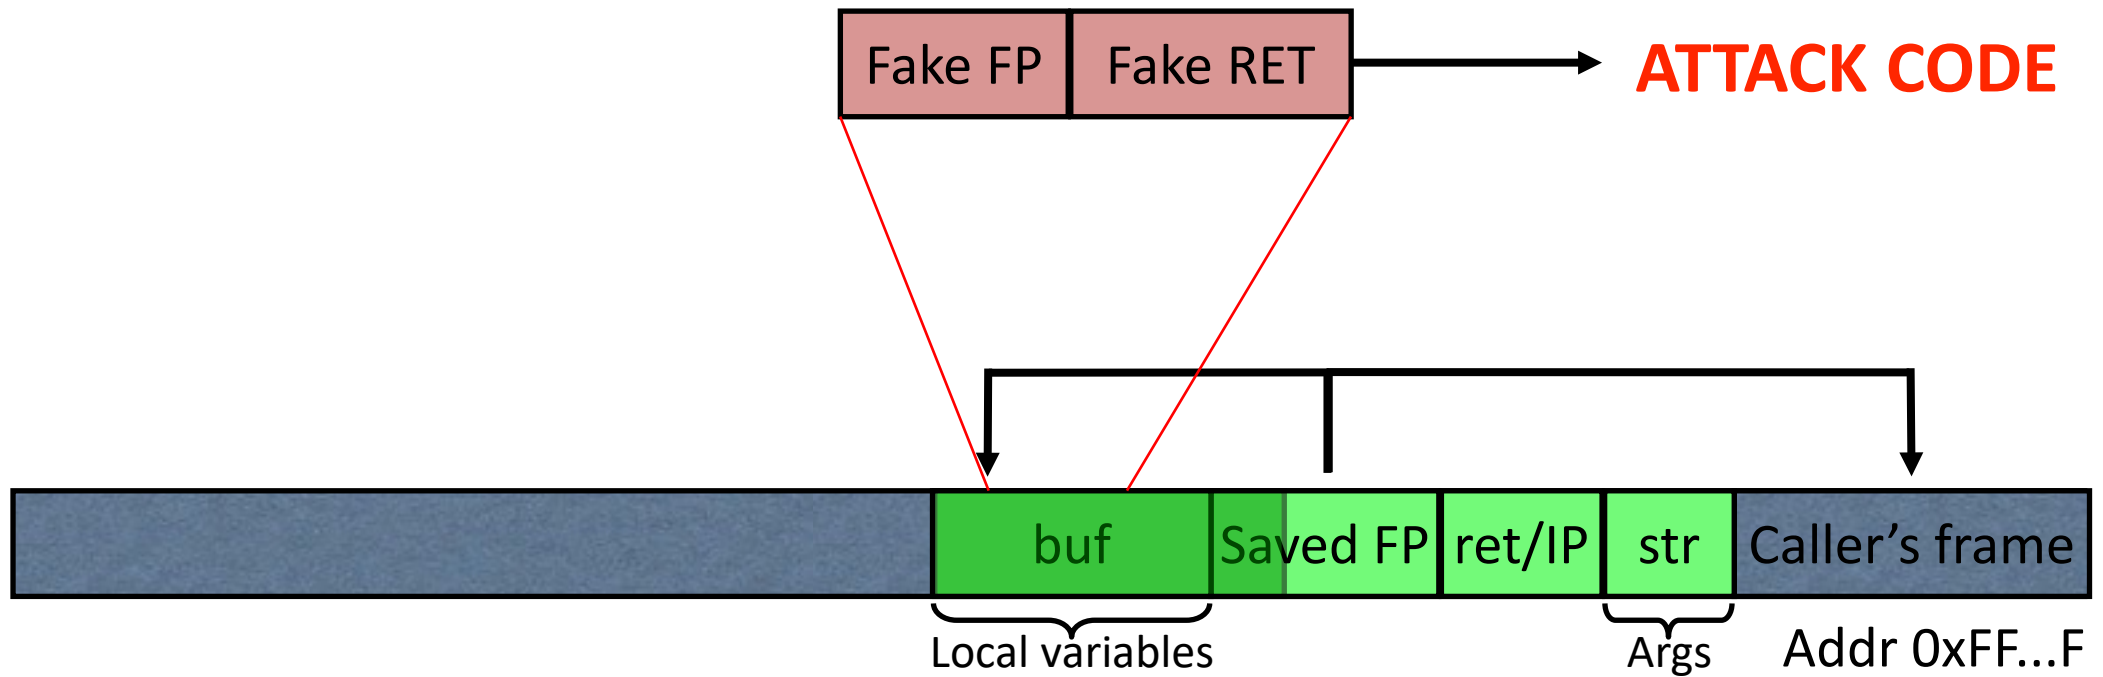 Fake FP Fake RET ATTACK CODE
buf Saved FP ret/IP str Caller’s frame
Local variables Args Addr 0xFF...F